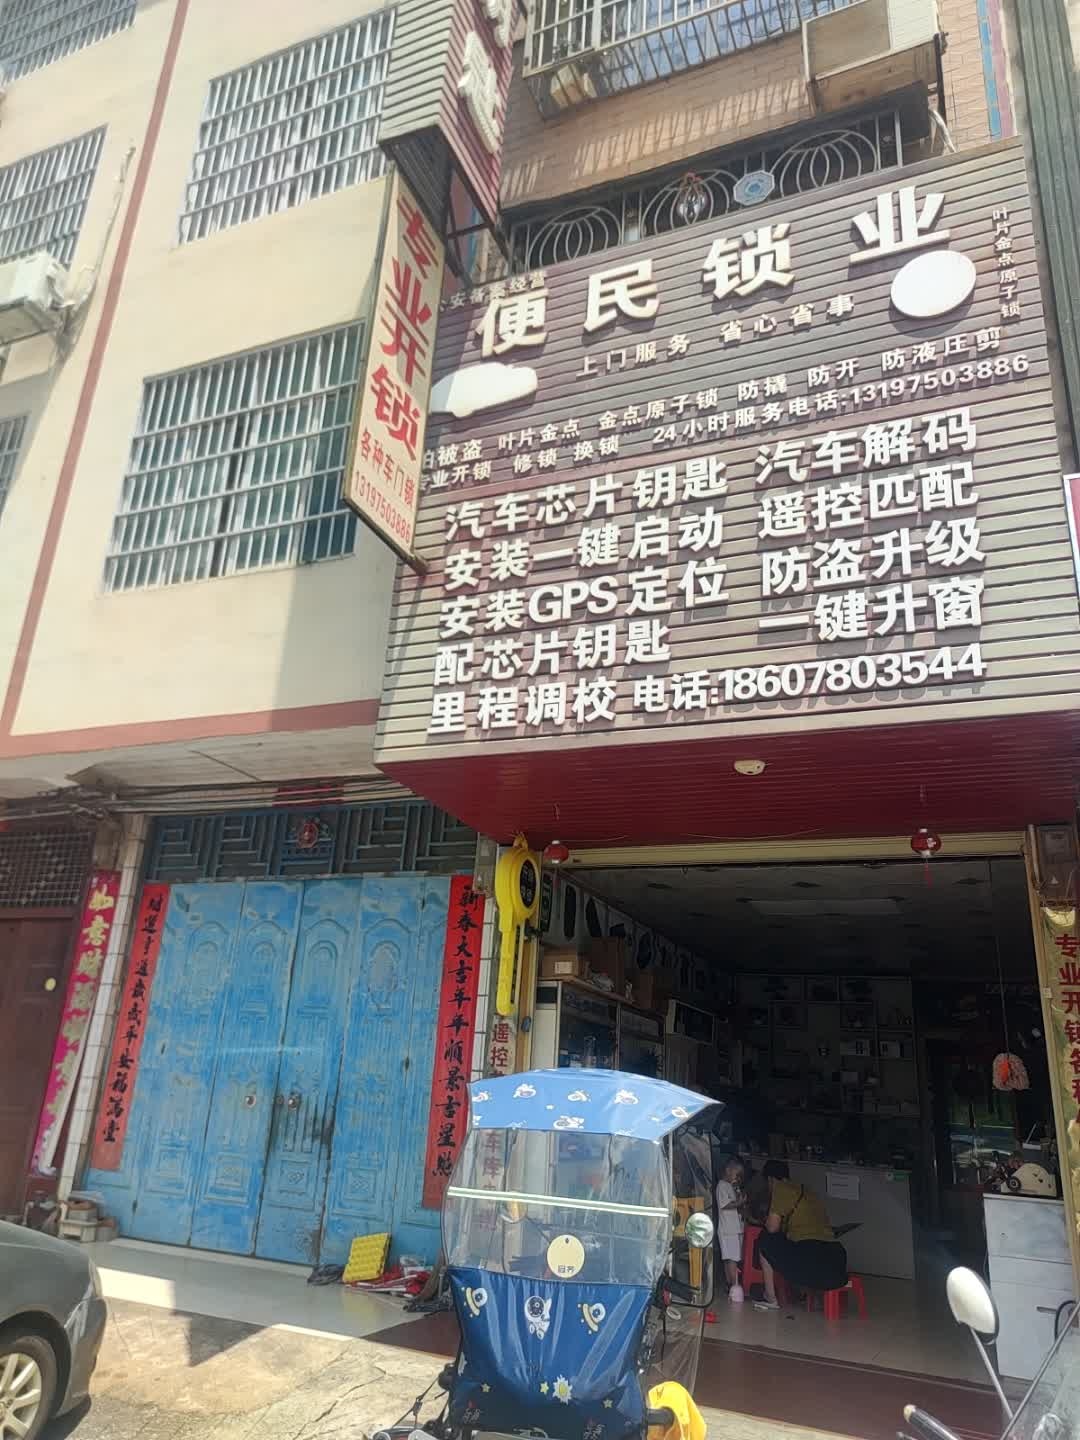 专业开锁
各种车门锁
13197503886
安备案经营
便民锁业
叶片金点原子锁
上门服务 省心省事
怕被盗 叶片金点 金点原子锁 防撬 防开 防液压剪
专业开锁 修锁 换锁 24小时服务电话:13197503886
汽车芯片钥匙 汽车解码
安装一键启动 遥控匹配
安装GPS定位 防盗升级
配芯片钥匙 一键升窗
里程调校 电话:18607803544
如意财源
新春大吉年年顺景吉星照
遥控
专业开锁各种